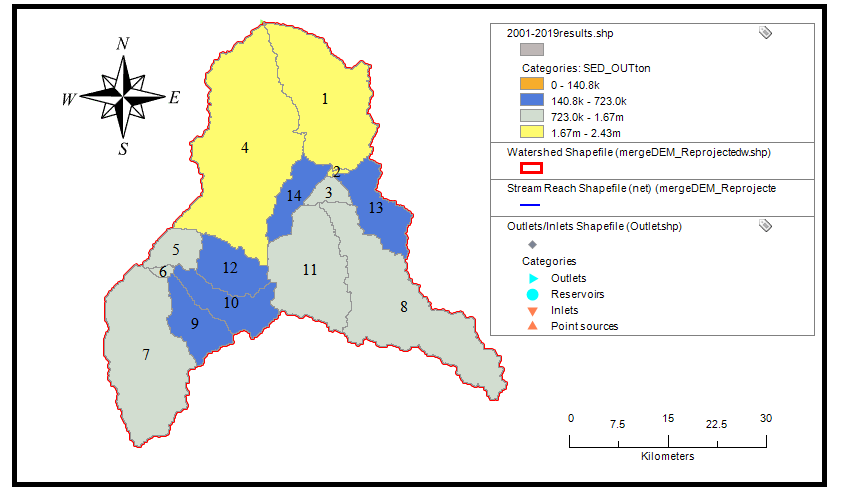 N
W
E
S
1
2
3
4
5
6
7
8
9
10
11
12
13
14
2001-2019results.shp
Categories: SED_OUTton
0 - 140.8k
140.8k - 723.0k
723.0k - 1.67m
1.67m - 2.43m
Watershed Shapefile (mergeDEM_Reprojectedw.shp)
Stream Reach Shapefile (net) (mergeDEM_Reprojecte
Outlets/Inlets Shapefile (Outlet.shp)
Categories
Outlets
Reservoirs
Inlets
Point sources
0 7.5 15 22.5 30
Kilometers